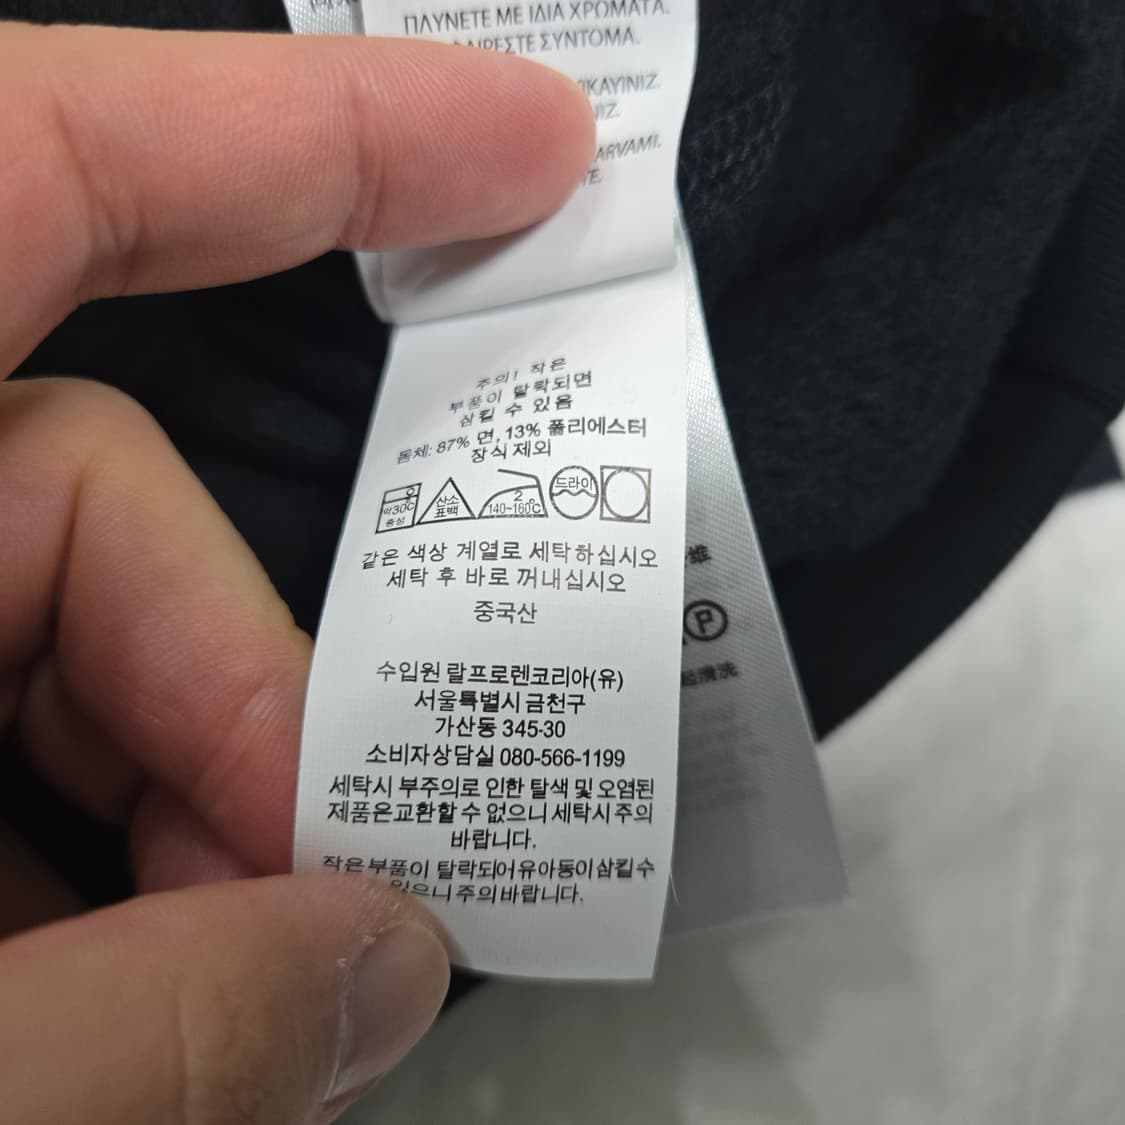 ΠΛΥΝΕΤΕ ΜΕ ΙΔΙΑ ΧΡΩΜΑΤΑ.
ΣΥΝΤΟΜΑ.
주의! 작은
부품이 탈락되면
삼킬 수 있음
몸체: 87% 면, 13% 폴리에스터
장식 제외
약30℃ 중성 산소 표백 2 140~160℃ 드라이
같은 색상 계열로 세탁하십시오
세탁 후 바로 꺼내십시오
중국산
수입원 랄프로렌코리아(유)
서울특별시 금천구
가산동 345-30
소비자상담실 080-566-1199
세탁시 부주의로 인한 탈색 및 오염된
제품은교환할 수 없으니 세탁시 주의
바랍니다.
작은 부품이 탈락되어 유아동이 삼킬 수
있으니 주의 바랍니다.
维
P
清洗